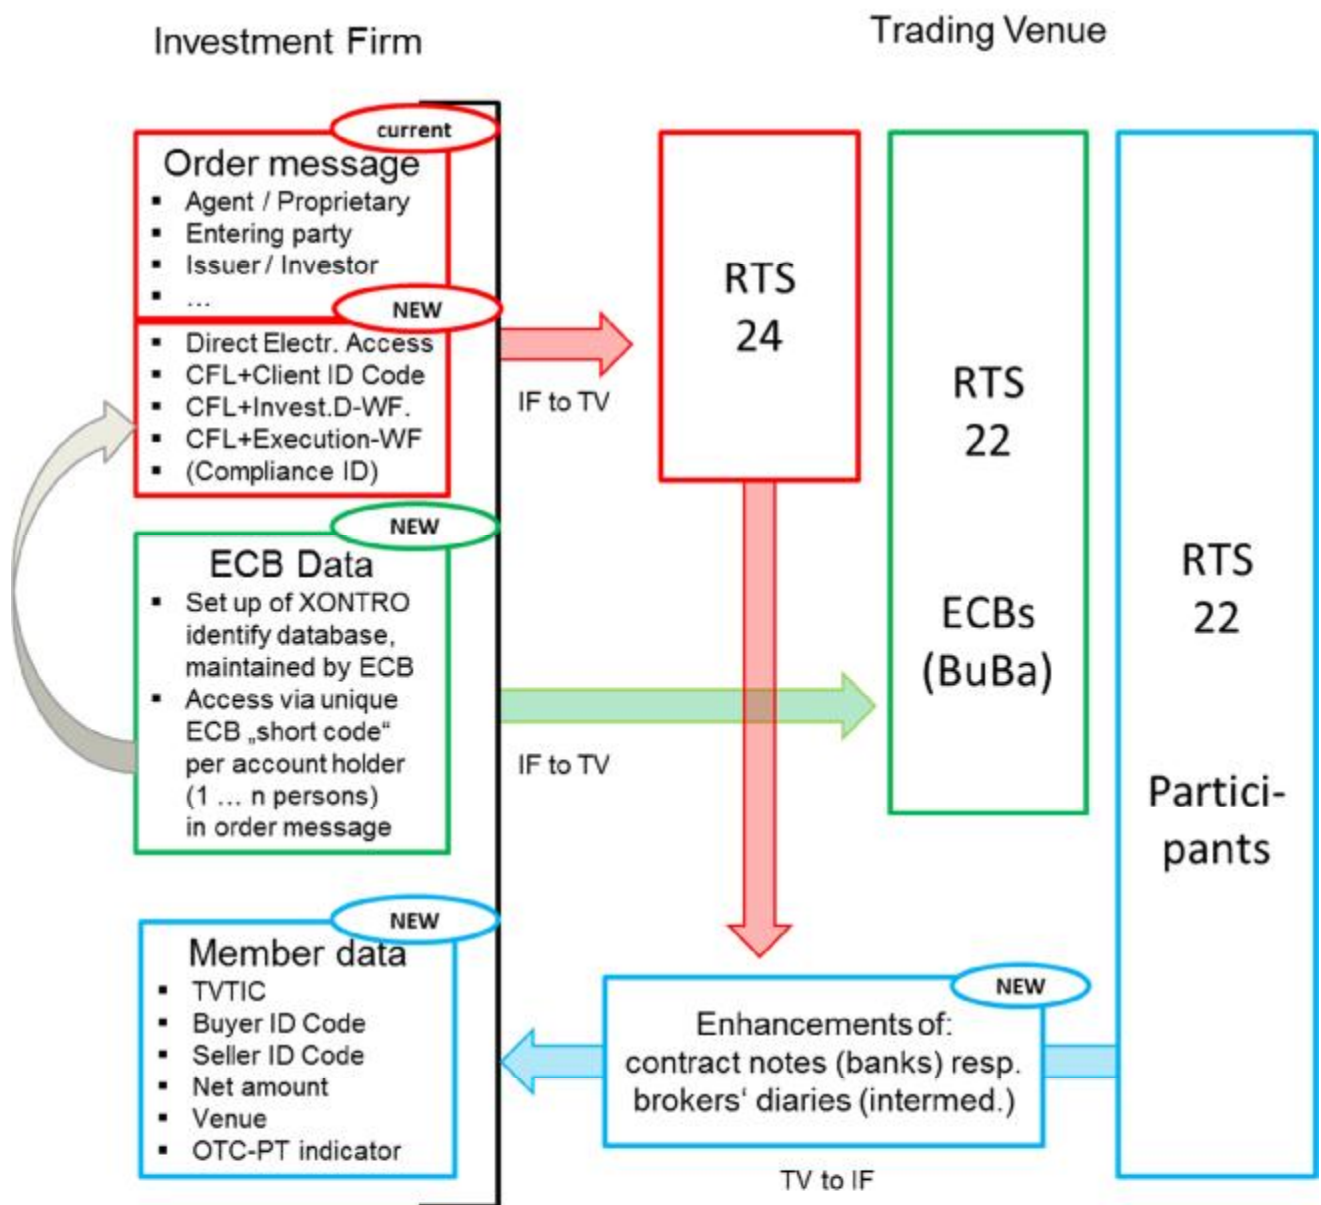 Investment Firm
Trading Venue
current
Order message
▪ Agent / Proprietary
▪ Entering party
▪ Issuer / Investor
▪ …
NEW
▪ Direct Electr. Access
▪ CFL+Client ID Code
▪ CFL+Invest.D-WF.
▪ CFL+Execution-WF
▪ (Compliance ID)
IF to TV
NEW
ECB Data
▪ Set up of XONTRO
identify database,
maintained by ECB
▪ Access via unique
ECB „short code“
per account holder
(1 … n persons)
in order message
IF to TV
NEW
Member data
▪ TVTIC
▪ Buyer ID Code
▪ Seller ID Code
▪ Net amount
▪ Venue
▪ OTC-PT indicator
RTS
24
RTS
22
ECBs
(BuBa)
RTS
22
Partici-
pants
NEW
Enhancements of:
contract notes (banks) resp.
brokers‘ diaries (intermed.)
TV to IF